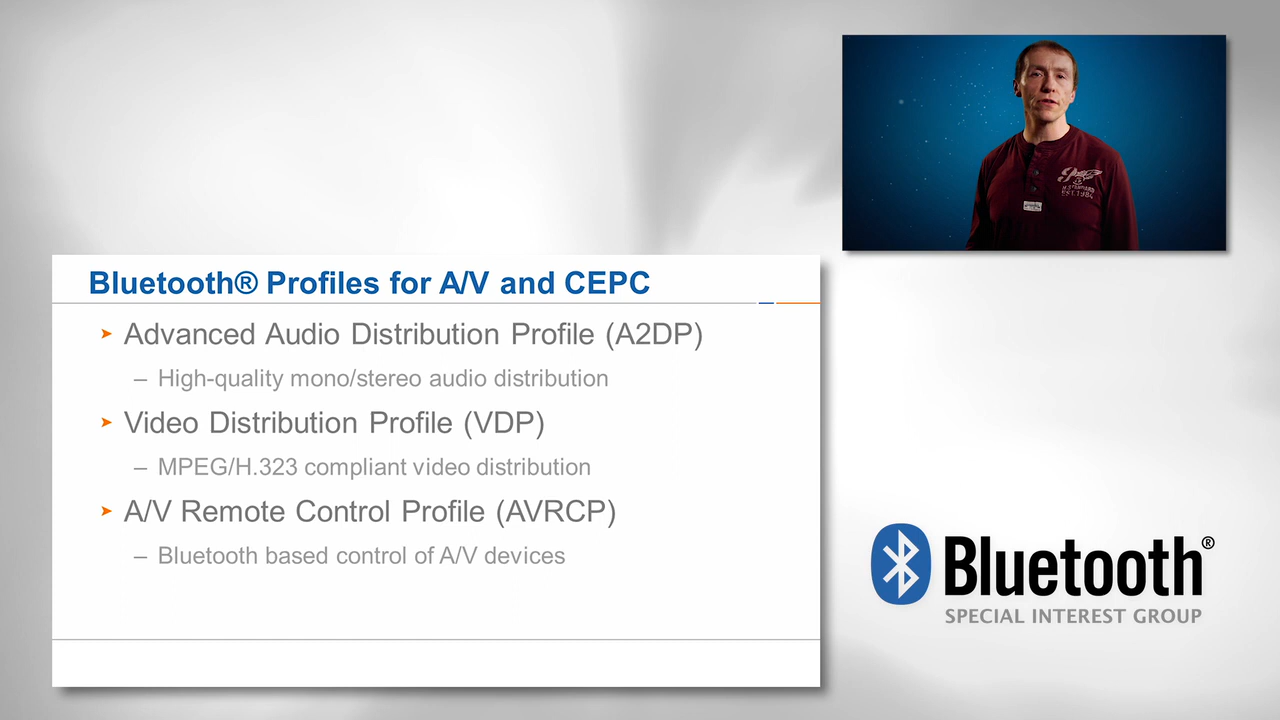 Bluetooth® Profiles for A/V and CEPC
➤ Advanced Audio Distribution Profile (A2DP)
– High-quality mono/stereo audio distribution
➤ Video Distribution Profile (VDP)
– MPEG/H.323 compliant video distribution
➤ A/V Remote Control Profile (AVRCP)
– Bluetooth based control of A/V devices
Bluetooth®
SPECIAL INTEREST GROUP